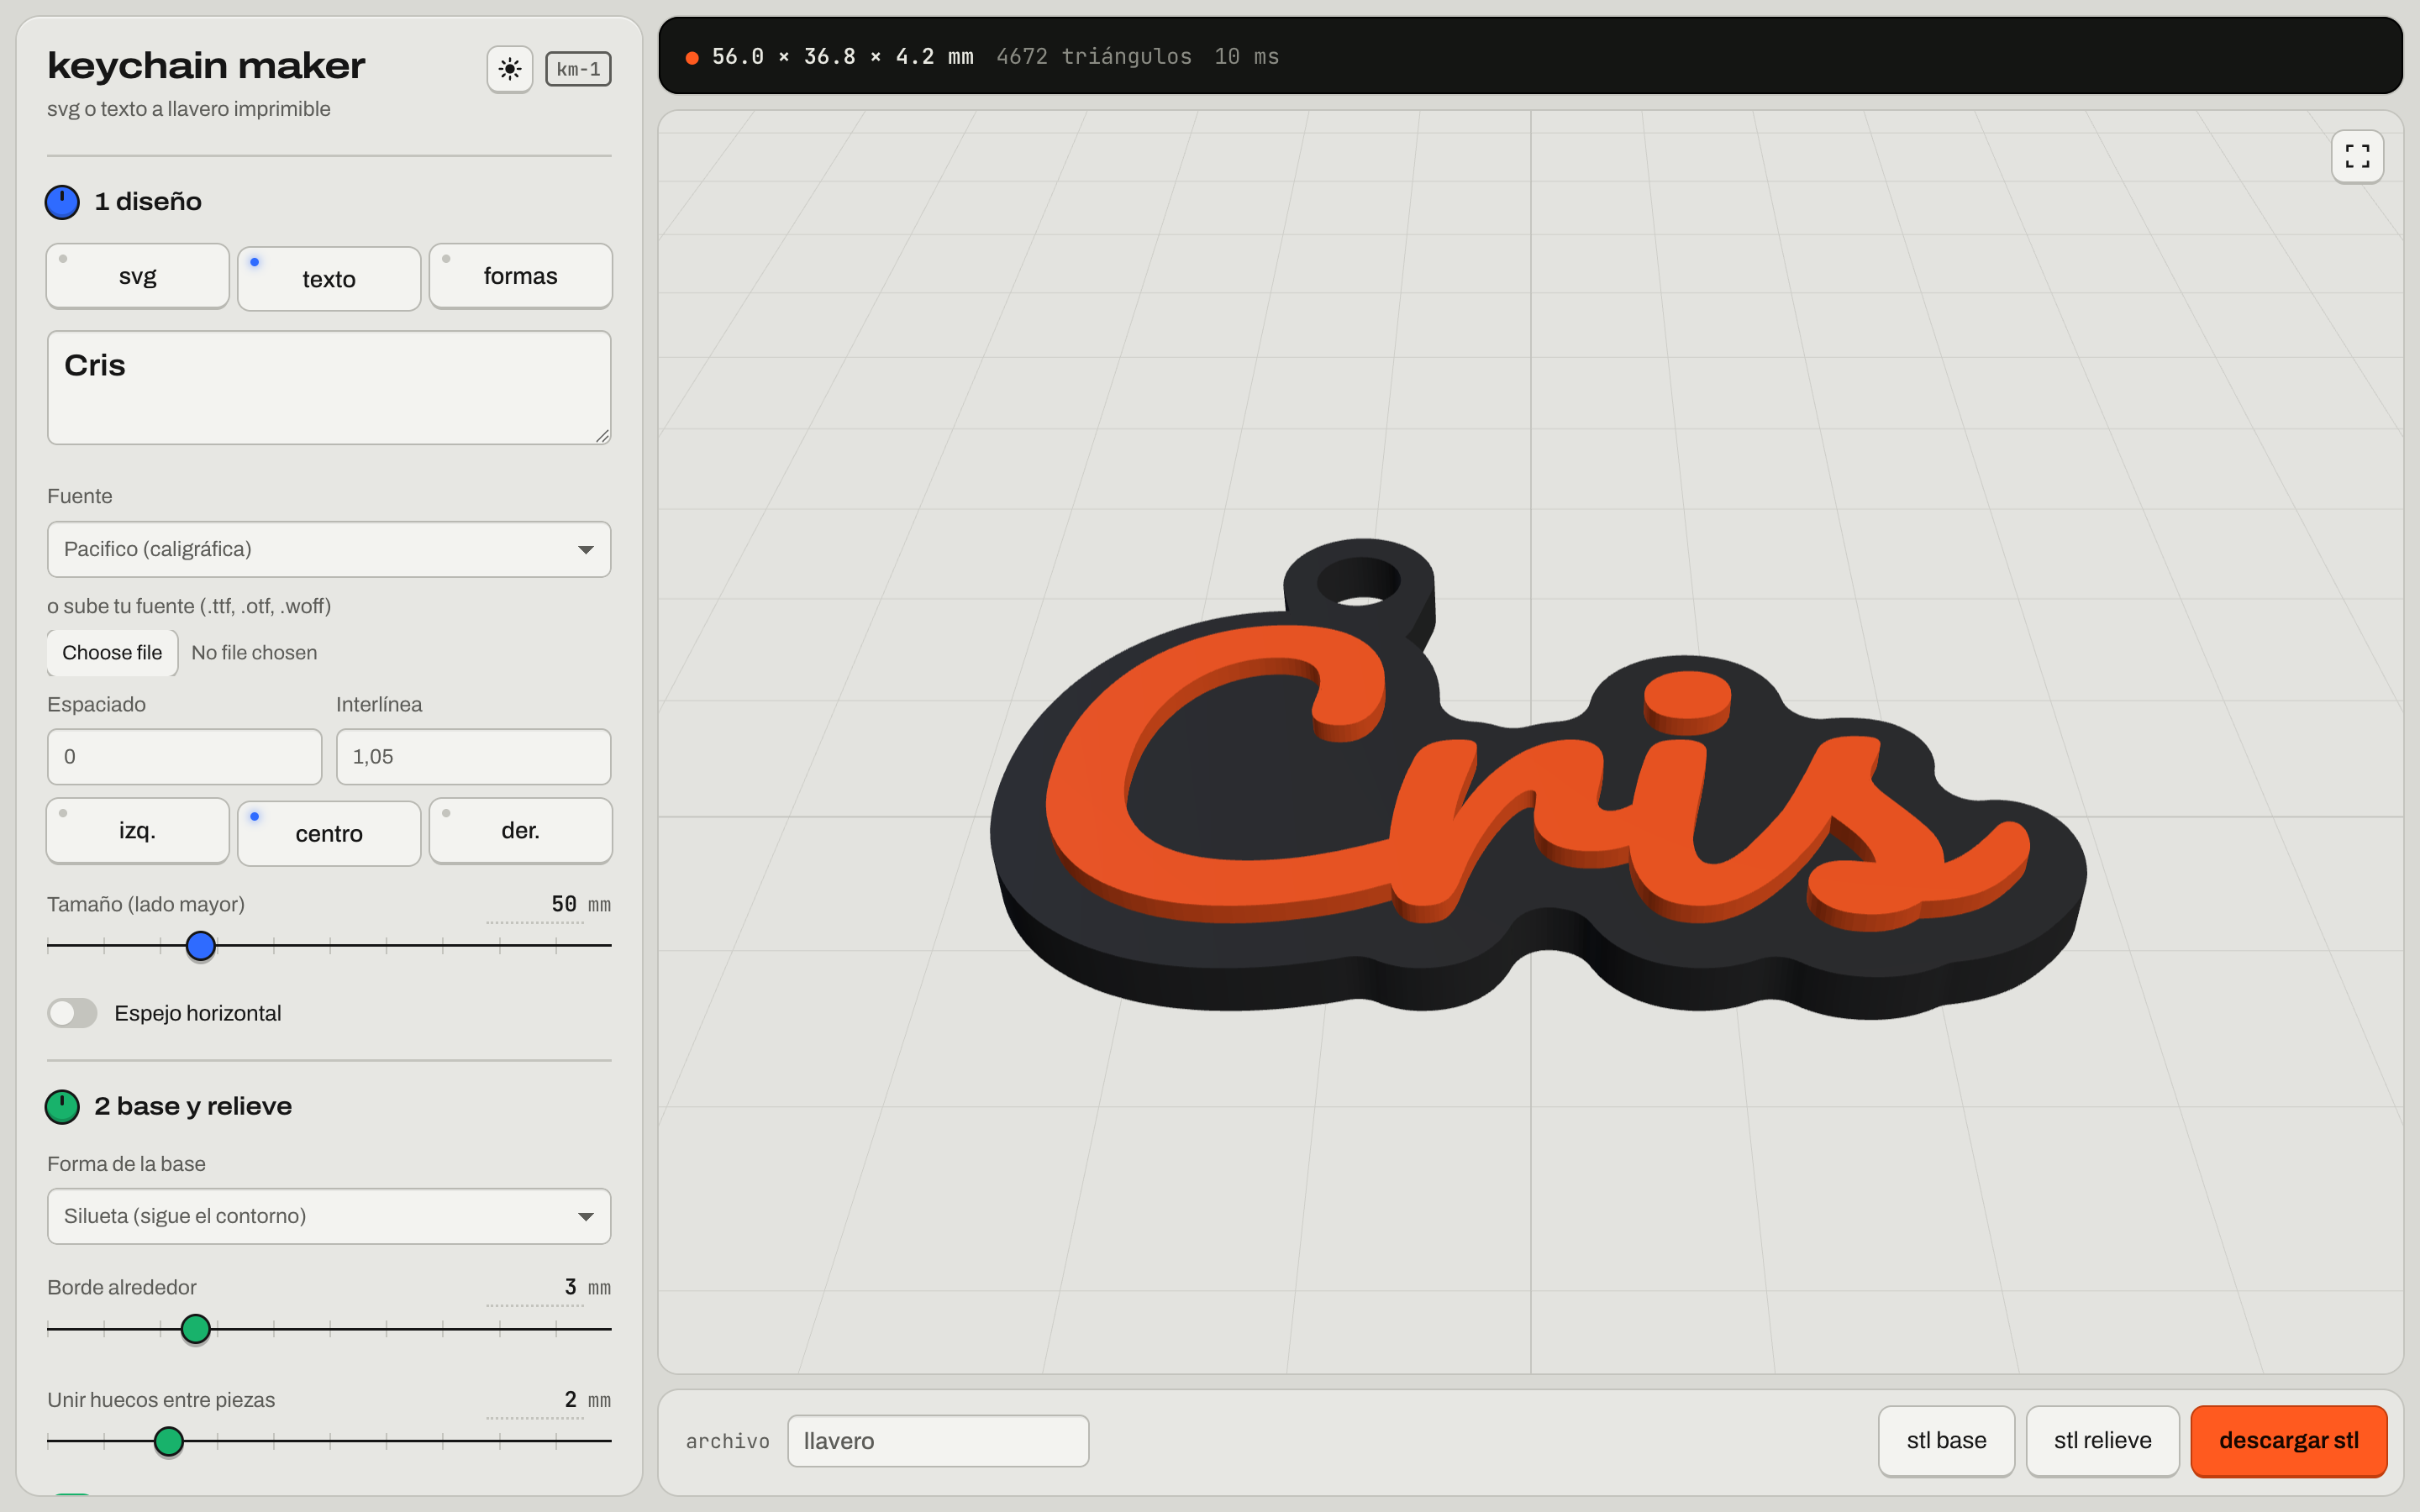 keychain maker
km-1
svg o texto a llavero imprimible
1 diseño
svg
texto
formas
Cris
Fuente
Pacifico (caligráfica)
o sube tu fuente (.ttf, .otf, .woff)
Choose file No file chosen
Espaciado
Interlínea
0
1,05
izq.
centro
der.
Tamaño (lado mayor) 50 mm
Espejo horizontal
2 base y relieve
Forma de la base
Silueta (sigue el contorno)
Borde alrededor 3 mm
Unir huecos entre piezas 2 mm
56.0 × 36.8 × 4.2 mm 4672 triángulos 10 ms
Cris
archivo
llavero
stl base
stl relieve
descargar stl